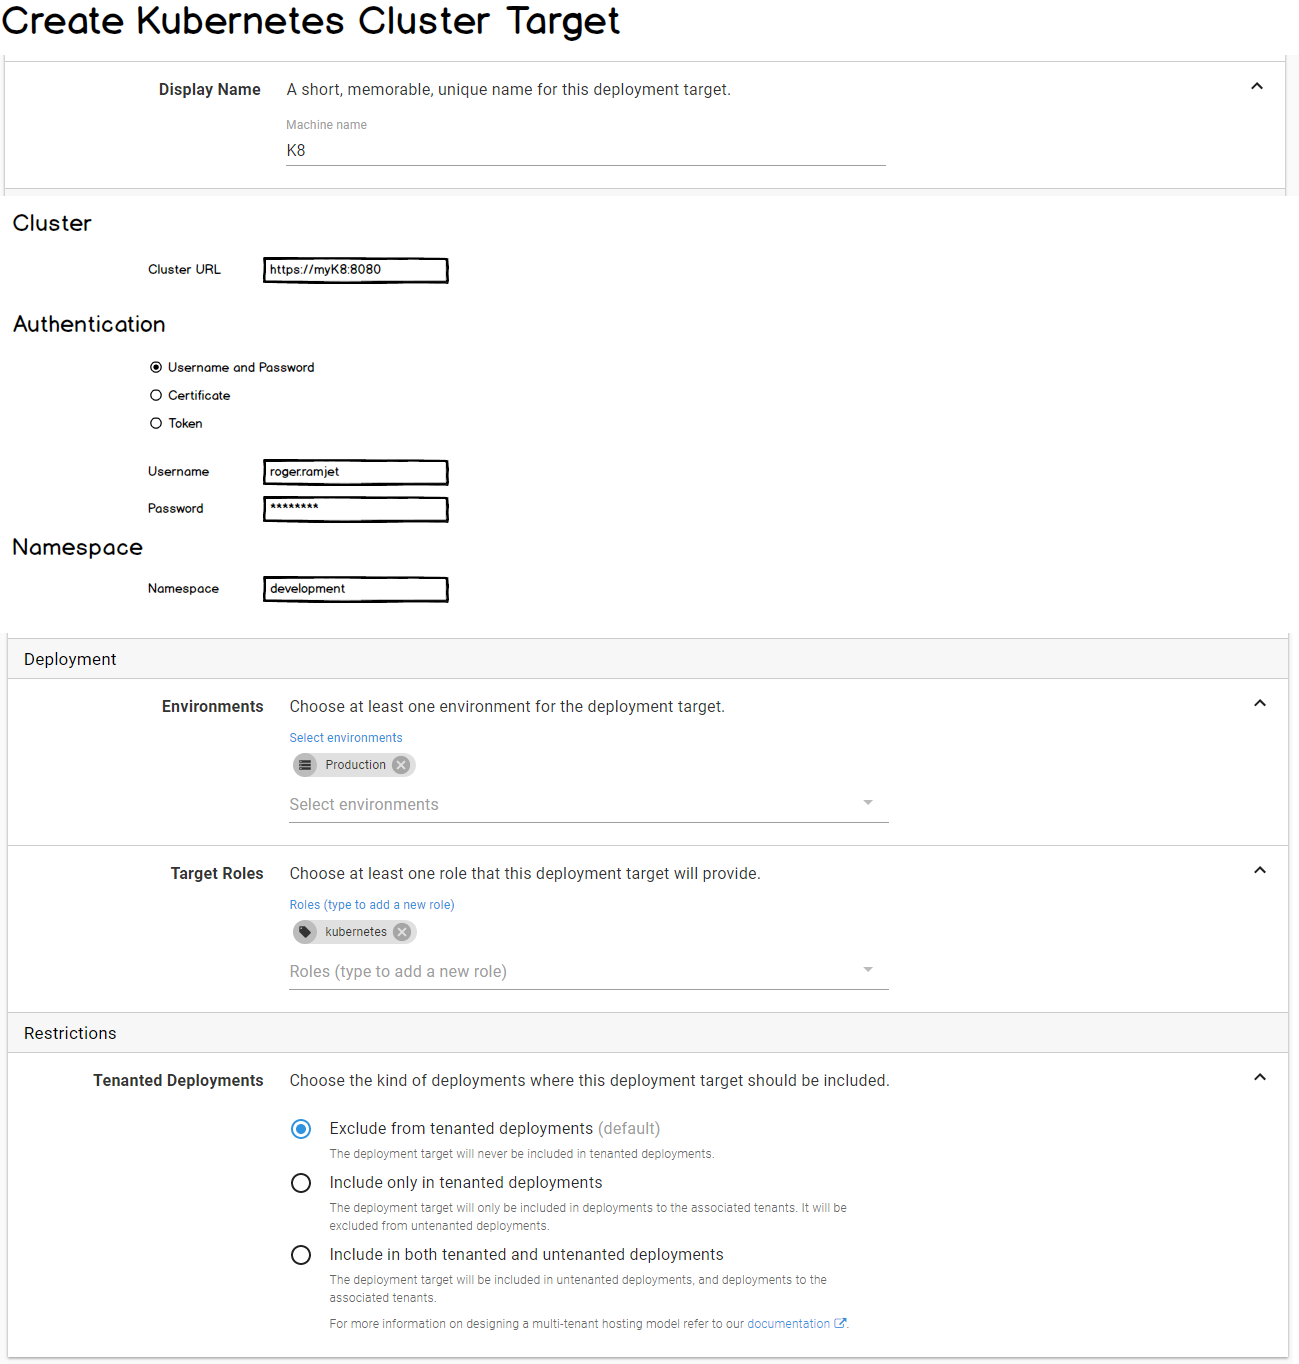 Create Kubernetes Cluster Target
Display Name
A short, memorable, unique name for this deployment target.
Machine name
K8
Cluster
Cluster URL
https://myK8:8080
Authentication
Username and Password
Certificate
Token
Username
roger.ramjet
Password
********
Namespace
Namespace
development
Deployment
Environments
Choose at least one environment for the deployment target.
Select environments
Production
Select environments
Target Roles
Choose at least one role that this deployment target will provide.
Roles (type to add a new role)
kubernetes
Roles (type to add a new role)
Restrictions
Tenanted Deployments
Choose the kind of deployments where this deployment target should be included.
Exclude from tenanted deployments (default)
The deployment target will never be included in tenanted deployments.
Include only in tenanted deployments
The deployment target will only be included in deployments to the associated tenants. It will be
excluded from untenanted deployments.
Include in both tenanted and untenanted deployments
The deployment target will be included in untenanted deployments, and deployments to the
associated tenants.
For more information on designing a multi-tenant hosting model refer to our documentation.